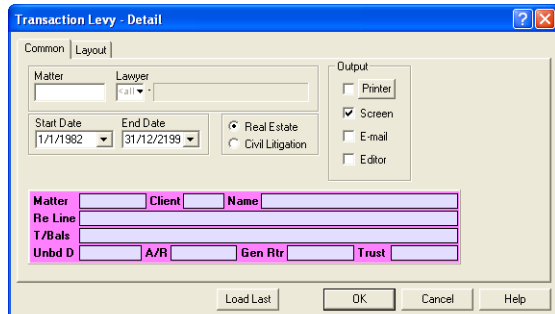 Transaction Levy - Detail
Common Layout
Matter Lawyer
<all -
Start Date End Date
1/1/1982 31/12/2199
Real Estate
Civil Litigation
Output
Printer
Screen
E-mail
Editor
Matter Client Name
Re Line
T/Bals
Unbd D A/R Gen Rtr Trust
Load Last OK Cancel Help